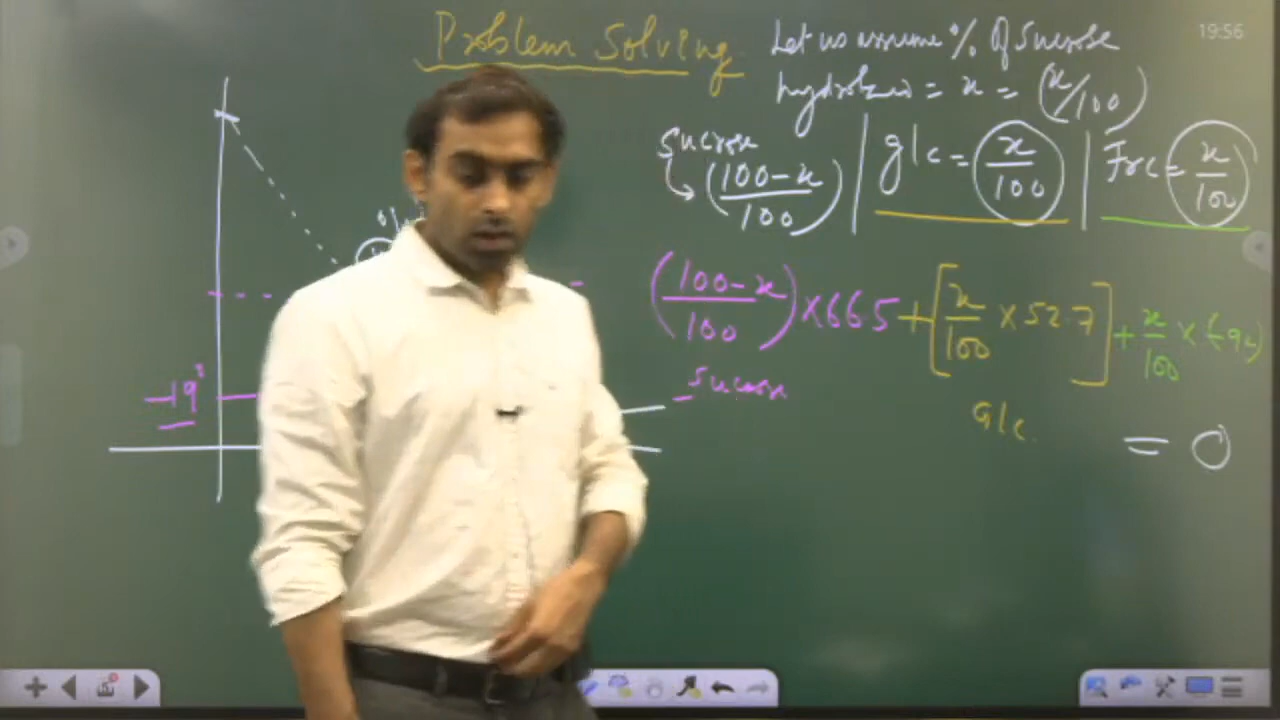 Problem Solving
Let us assume % of Sucrose
hydrolized = x = (x/100)
19:56
Sucrose
(100-x/100) | glc = x/100 | Frc = x/100
(100-x/100) × 66.5 + [x/100 × 52.7] + x/100 × (-92)
Sucrose
Glc.
= 0
-19°